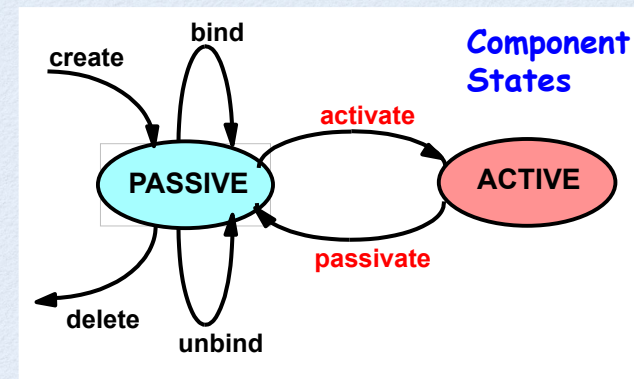 bind
create
Component
States
activate
PASSIVE
ACTIVE
passivate
delete
unbind